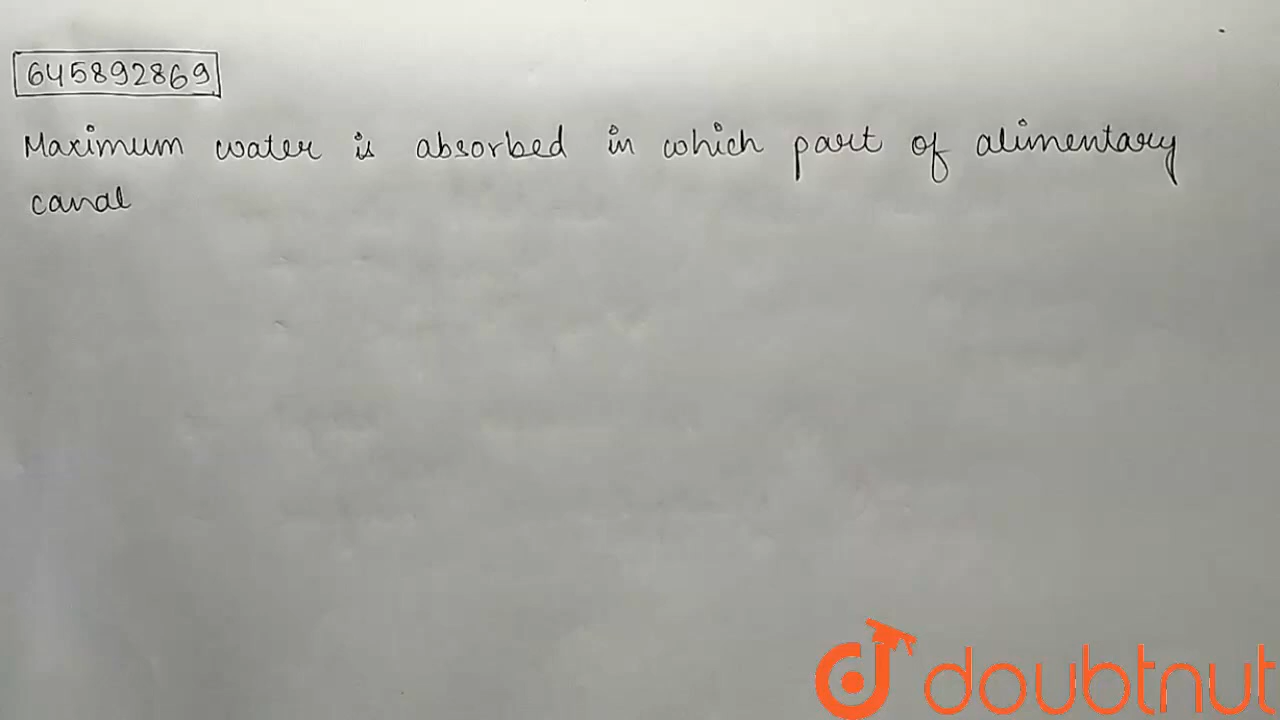 645892869
Maximum water is absorbed in which part of alimentary
canal
doubtnut